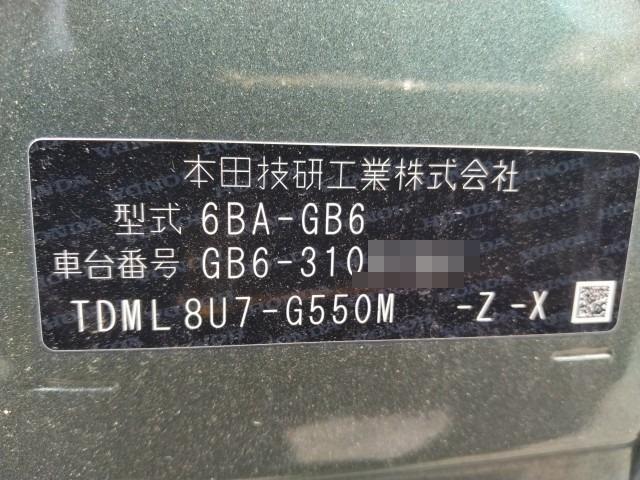 本田技研工業株式会社
型式 6BA-GB6
車台番号 GB6-310
TDML 8U7-G550M -Z -X